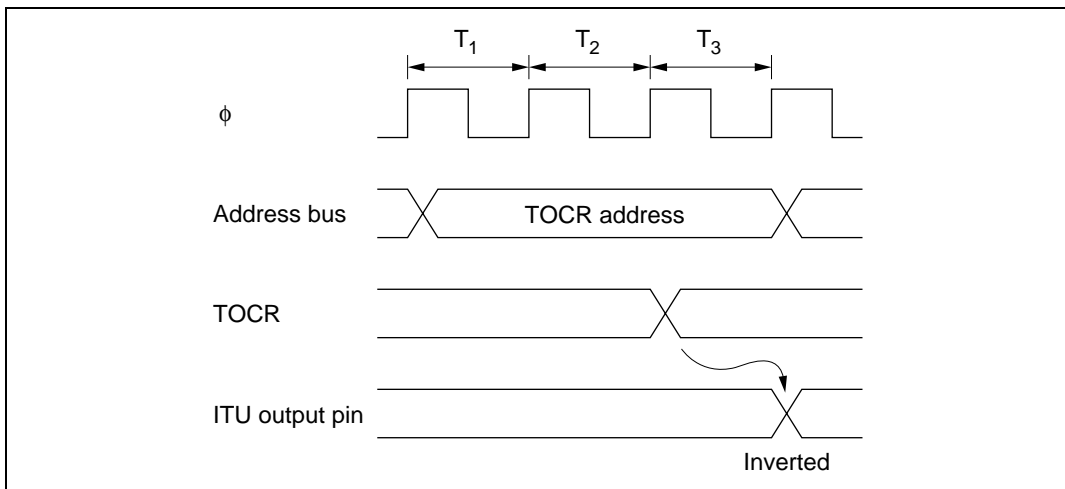 T1 T2 T3
ϕ
Address bus
TOCR address
TOCR
ITU output pin
Inverted